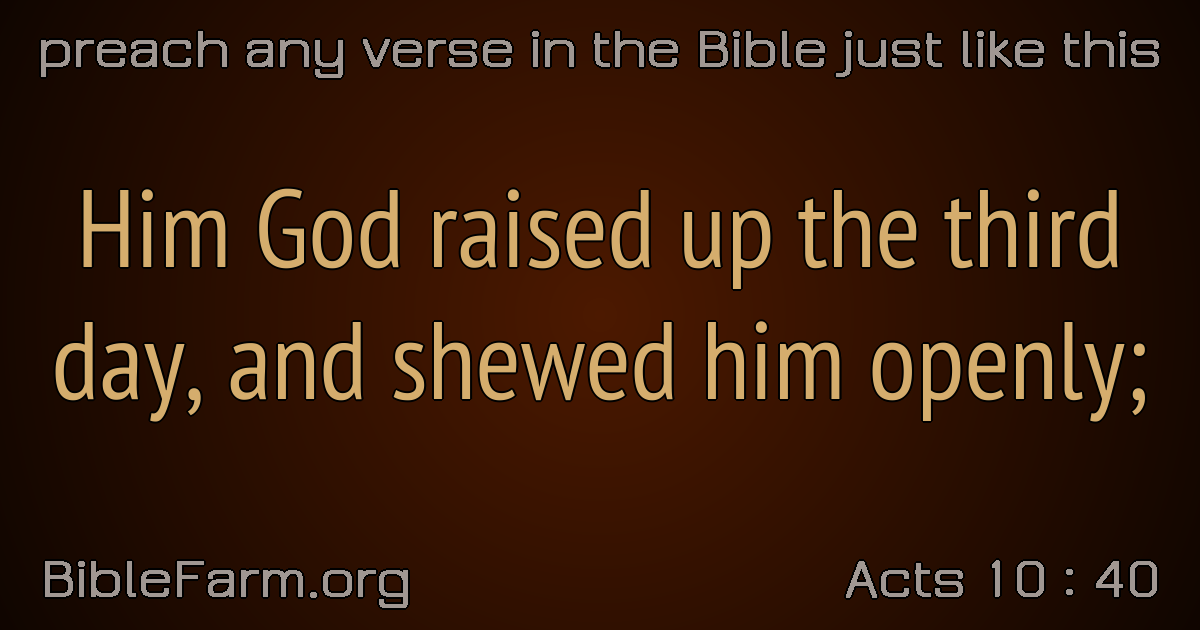 preach any verse in the Bible just like this
Him God raised up the third
day, and shewed him openly;
BibleFarm.org
Acts 10 : 40